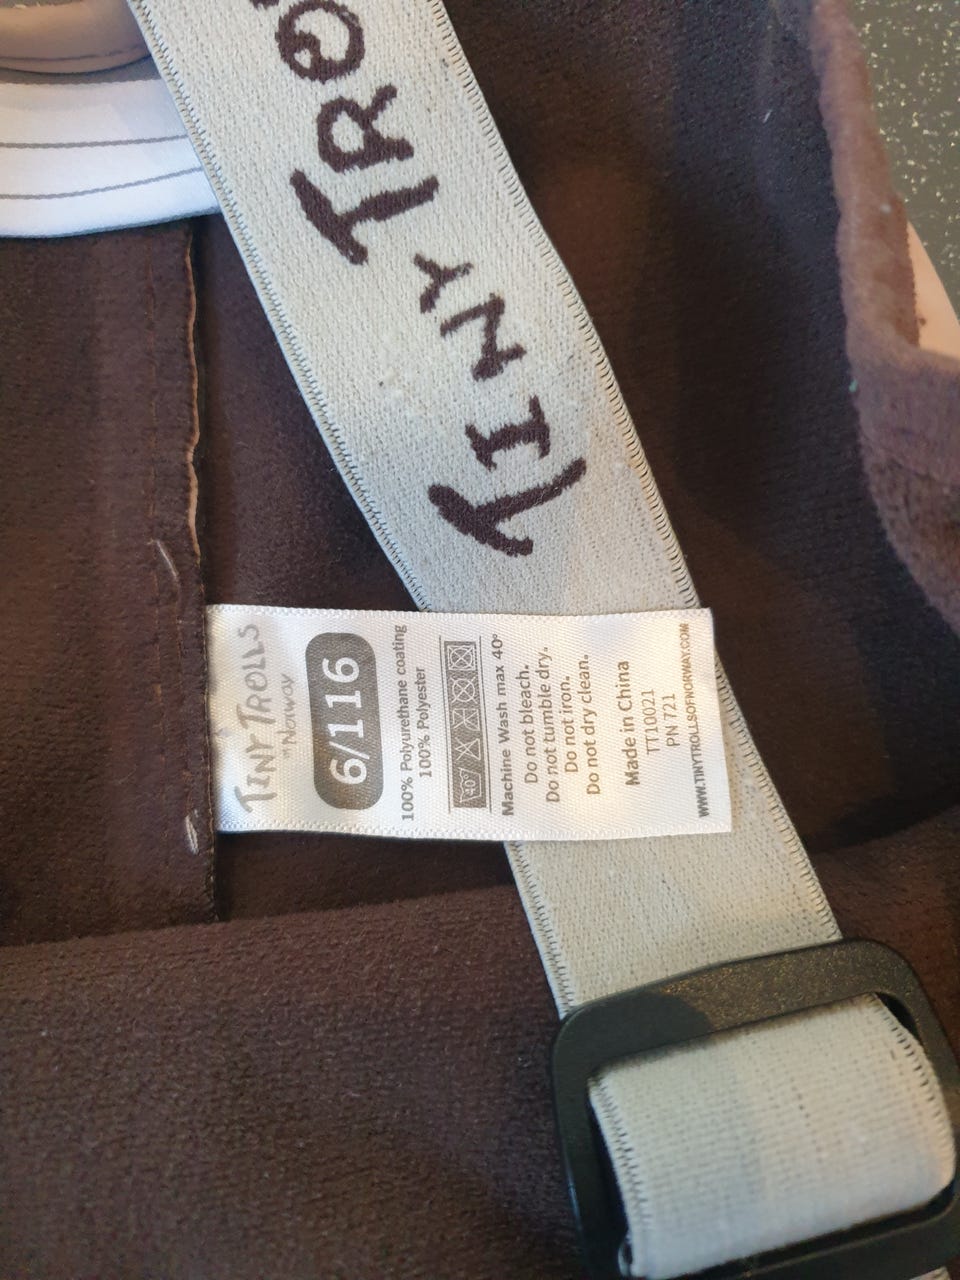 TINY TRO
TINY TROLLS
"Norway
6/116
100% Polyurethane coating
100% Polyester
40°
Machine Wash max 40°
Do not bleach.
Do not tumble dry.
Do not iron.
Do not dry clean.
Made in China
TT10021
PN 721
WWW.TINYTROLLSOFNORWAY.COM